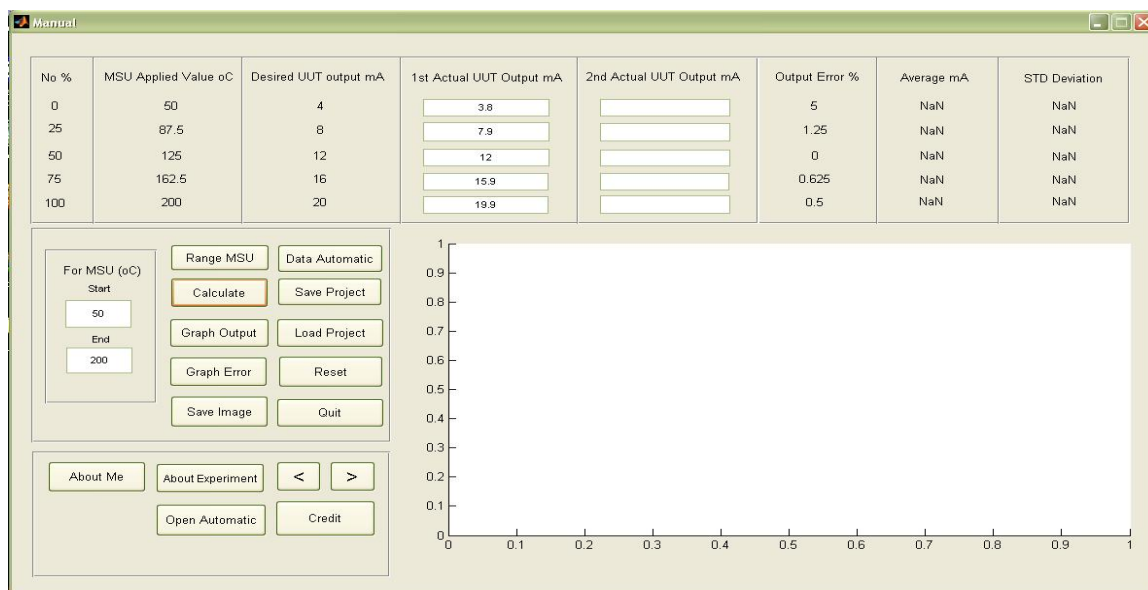 Manual
No % MSU Applied Value oC Desired UUT output mA 1st Actual UUT Output mA 2nd Actual UUT Output mA Output Error % Average mA STD Deviation
0 50 4 3.8 5 NaN NaN
25 87.5 8 7.9 1.25 NaN NaN
50 125 12 12 0 NaN NaN
75 162.5 16 15.9 0.625 NaN NaN
100 200 20 19.9 0.5 NaN NaN
For MSU (oC)
Start
50
End
200
Range MSU Data Automatic
Calculate Save Project
Graph Output Load Project
Graph Error Reset
Save Image Quit
About Me About Experiment < >
Open Automatic Credit
1
0.9
0.8
0.7
0.6
0.5
0.4
0.3
0.2
0.1
0
0 0.1 0.2 0.3 0.4 0.5 0.6 0.7 0.8 0.9 1